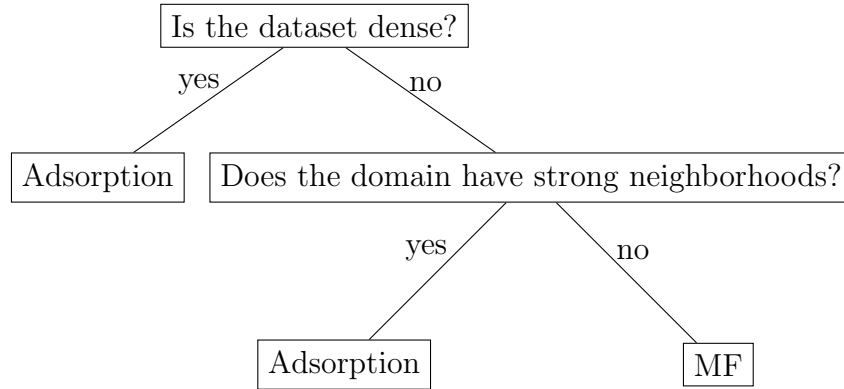 Is the dataset dense?
yes
no
Adsorption
Does the domain have strong neighborhoods?
yes
no
Adsorption
MF